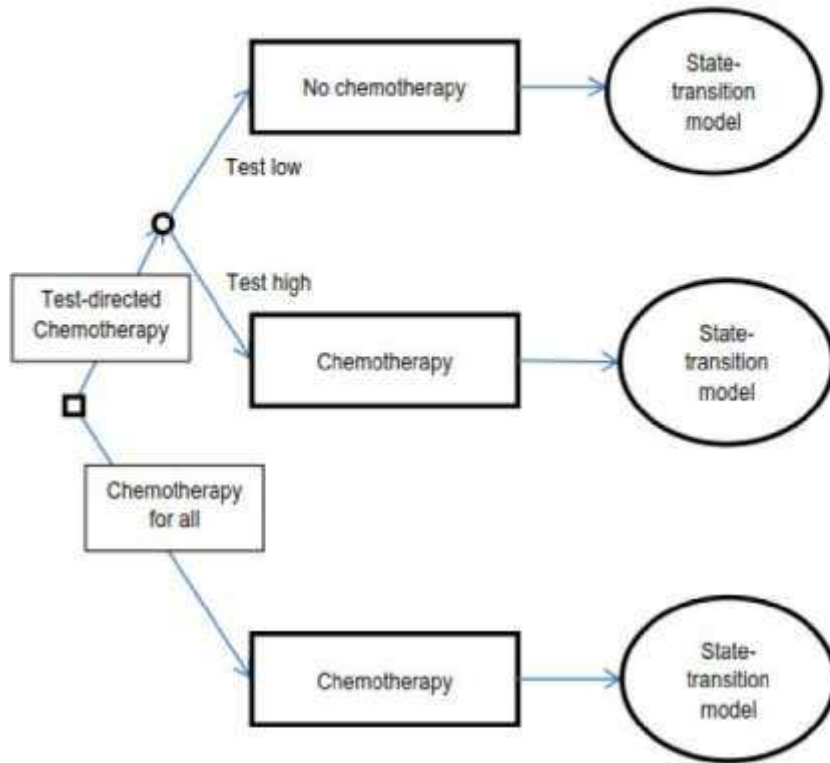 No chemotherapy
State-
transition
model
Test low
Test high
Test-directed
Chemotherapy
Chemotherapy
State-
transition
model
Chemotherapy
for all
Chemotherapy
State-
transition
model